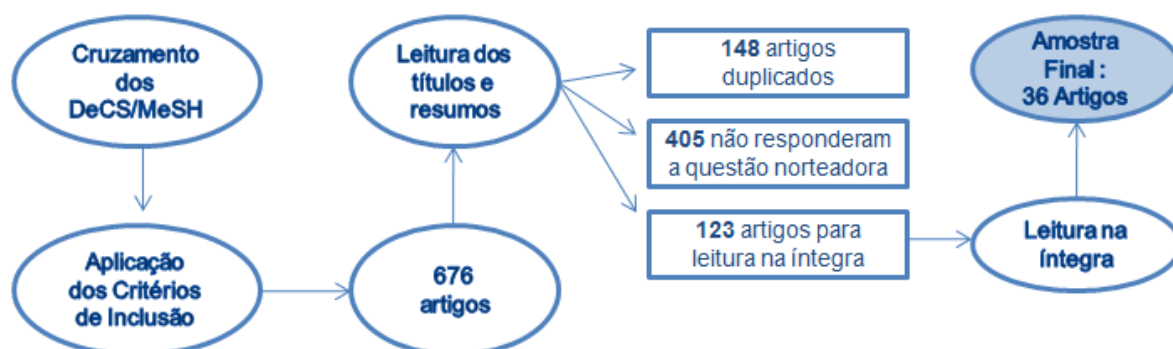 Cruzamento
dos
DeCS/MeSH
Aplicação
dos Critérios
de Inclusão
676
artigos
Leitura dos
títulos e
resumos
148 artigos
duplicados
405 não responderam
a questão norteadora
123 artigos para
leitura na íntegra
Leitura na
íntegra
Amostra
Final :
36 Artigos